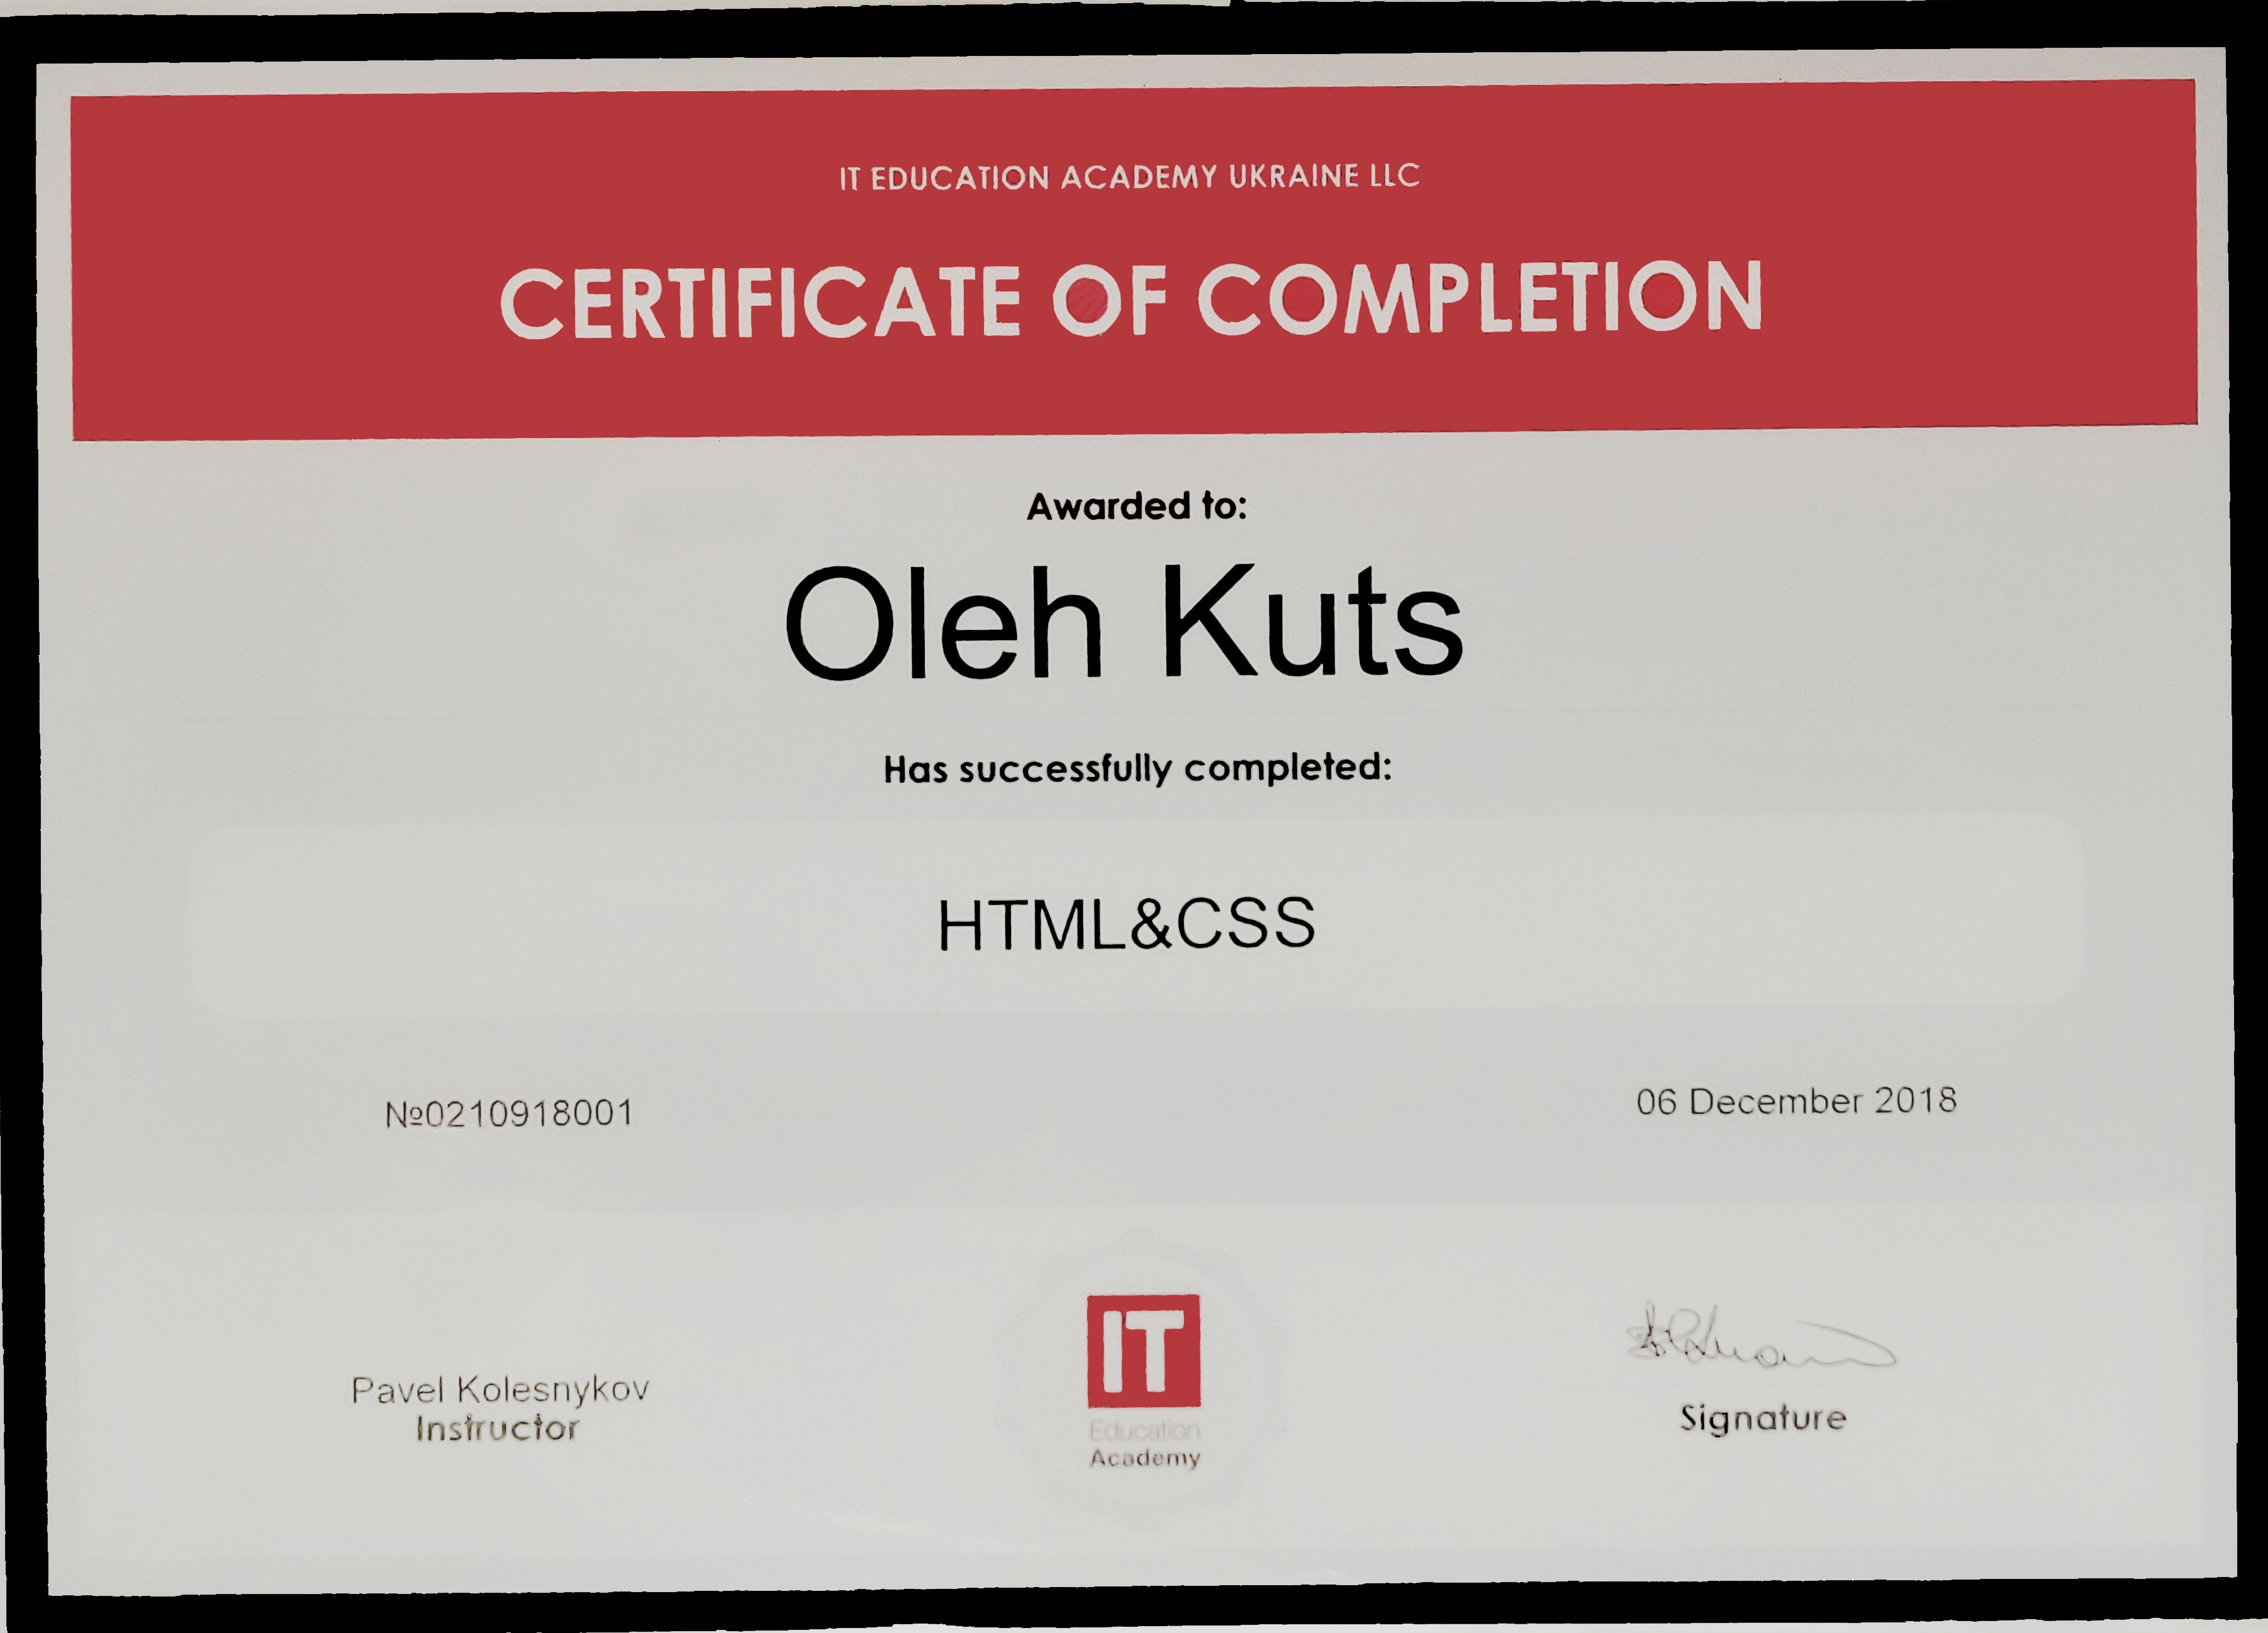 IT EDUCATION ACADEMY UKRAINE LLC
CERTIFICATE OF COMPLETION
Awarded to:
Oleh Kuts
Has successfully completed:
HTML&CSS
№0210918001
06 December 2018
Pavel Kolesnykov
Instructor
IT
Education
Academy
Signature